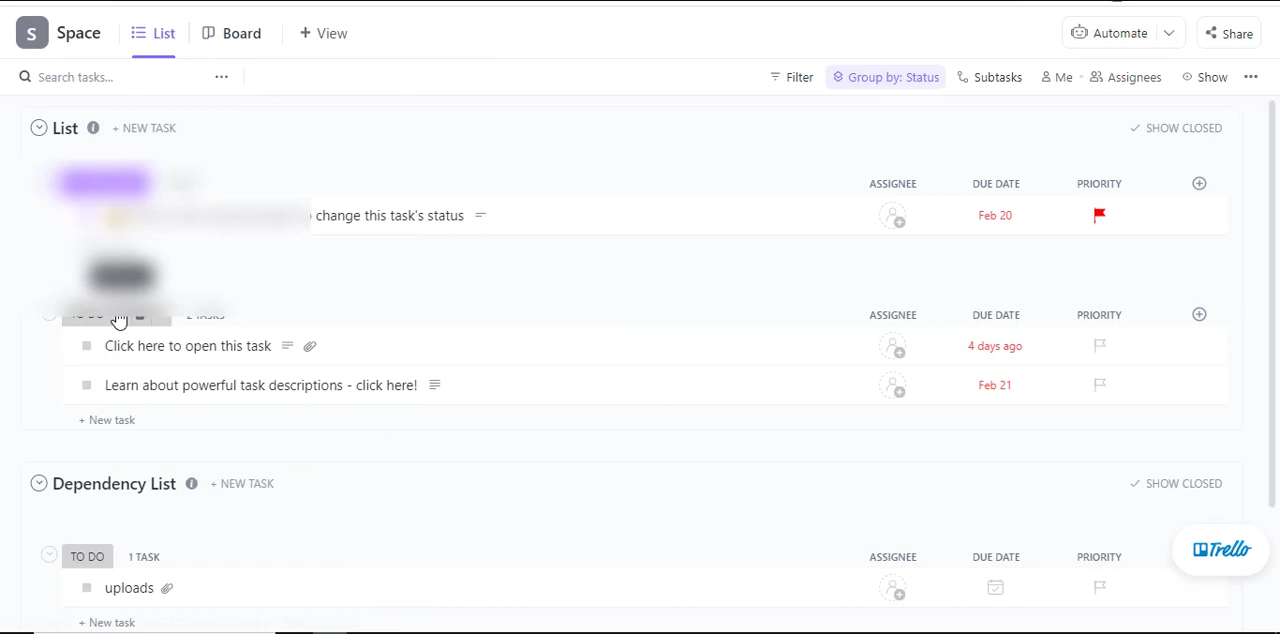 S Space List Board + View Automate Share
Search tasks... ... Filter Group by: Status Subtasks Me Assignees Show ...
List + NEW TASK SHOW CLOSED
ASSIGNEE DUE DATE PRIORITY
change this task's status Feb 20
TO DO 2 TASKS ASSIGNEE DUE DATE PRIORITY
Click here to open this task 4 days ago
Learn about powerful task descriptions - click here! Feb 21
+ New task
Dependency List + NEW TASK SHOW CLOSED
TO DO 1 TASK ASSIGNEE DUE DATE PRIORITY
uploads
+ New task
Trello